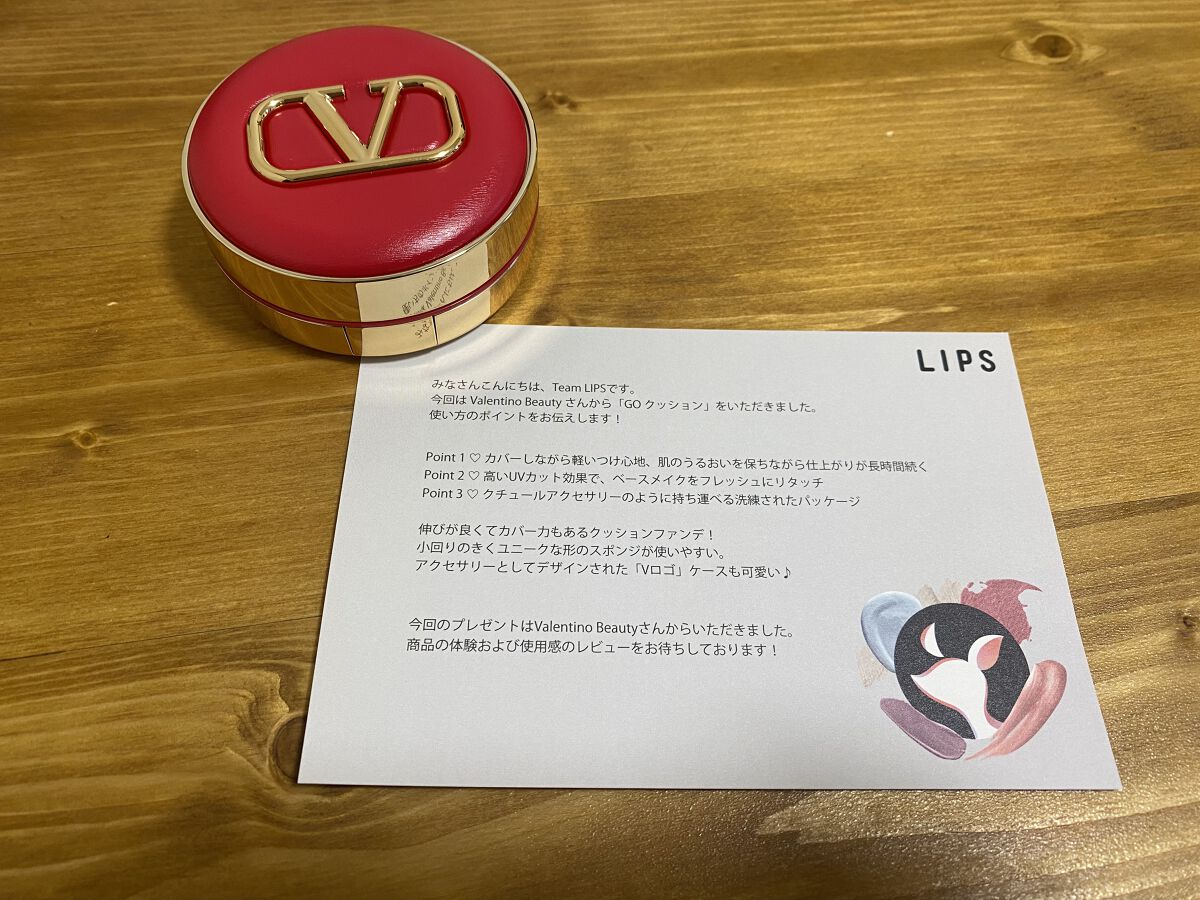 LIPS
みなさんこんにちは、Team LIPSです。
今回は Valentino Beauty さんから「GO クッション」をいただきました。
使い方のポイントをお伝えします！
Point 1 ♡ カバーしながら軽いつけ心地、肌のうるおいを保ちながら仕上がりが長時間続く
Point 2 ♡ 高いUVカット効果で、ベースメイクをフレッシュにリタッチ
Point 3 ♡ クチュールアクセサリーのように持ち運べる洗練されたパッケージ
伸びが良くてカバー力もあるクッションファンデ！
小回りのきくユニークな形のスポンジが使いやすい。
アクセサリーとしてデザインされた「Vロゴ」ケースも可愛い♪
今回のプレゼントはValentino Beautyさんからいただきました。
商品の体験および使用感のレビューをお待ちしております！